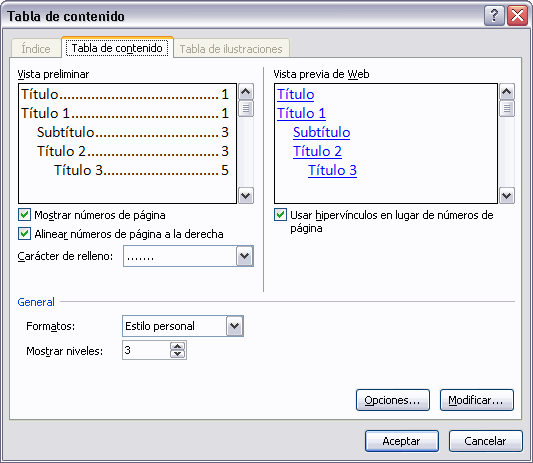 Tabla de contenido
Índice
Tabla de contenido
Tabla de ilustraciones
Vista preliminar
Título........................................ 1
Título 1...................................... 1
Subtítulo.............................. 3
Título 2................................ 3
Título 3............................ 5
Mostrar números de página
Alinear números de página a la derecha
Carácter de relleno: .......
Vista previa de Web
Título
Título 1
Subtítulo
Título 2
Título 3
Usar hipervínculos en lugar de números de
página
General
Formatos: Estilo personal
Mostrar niveles: 3
Opciones... Modificar...
Aceptar Cancelar